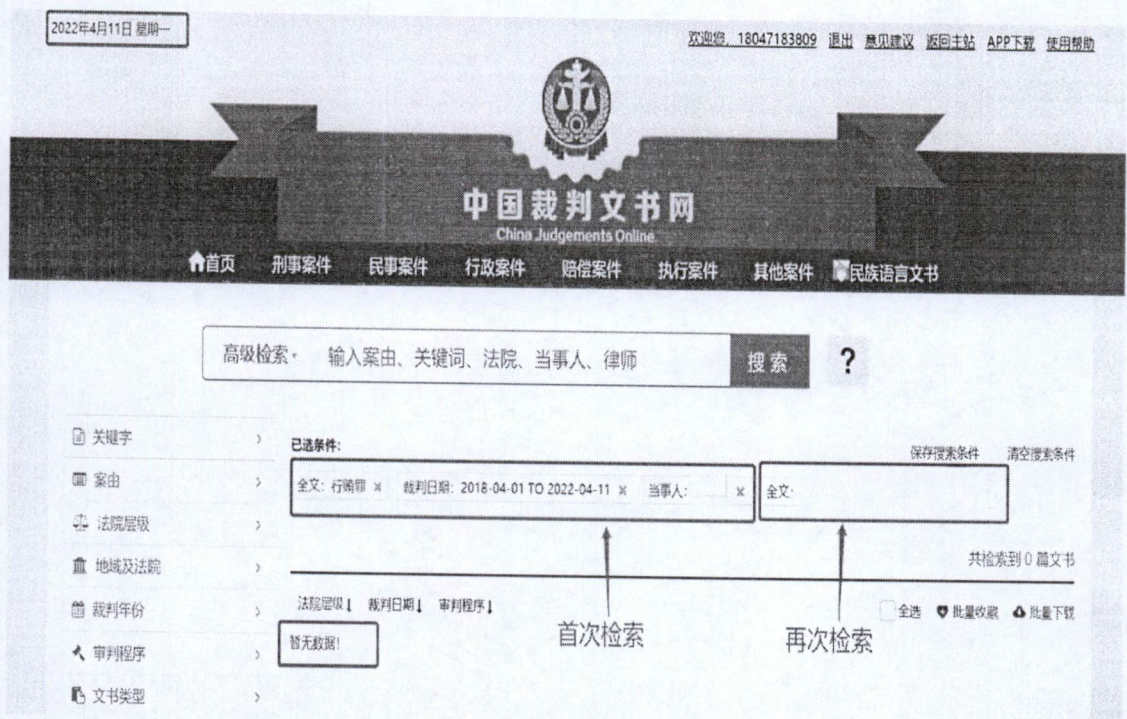 2022年4月11日 星期一
欢迎您，18047183809 退出 意见建议 返回主站 APP下载 使用帮助
中国裁判文书网
China Judgements Online
首页 刑事案件 民事案件 行政案件 赔偿案件 执行案件 其他案件 民族语言文书
高级检索 输入案由、关键词、法院、当事人、律师 搜索 ?
关键字
案由
法院层级
地域及法院
裁判年份
审判程序
文书类型
已选条件：
保存搜索条件 清空搜索条件
全文：行贿罪 × 裁判日期：2018-04-01 TO 2022-04-11 × 当事人： × 全文：
共检索到 0 篇文书
法院层级↓ 裁判日期↓ 审判程序↓
全选 批量收藏 批量下载
暂无数据！
首次检索
再次检索